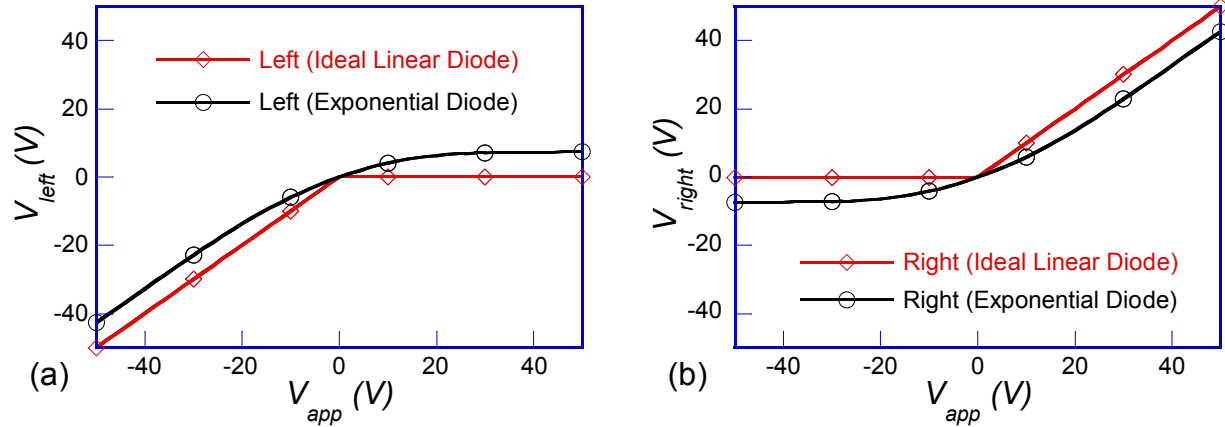 40
20
0
-20
-40
V_left (V)
Left (Ideal Linear Diode)
Left (Exponential Diode)
-40 -20 0 20 40
(a)
V_app (V)
40
20
0
-20
-40
V_right (V)
Right (Ideal Linear Diode)
Right (Exponential Diode)
-40 -20 0 20 40
(b)
V_app (V)